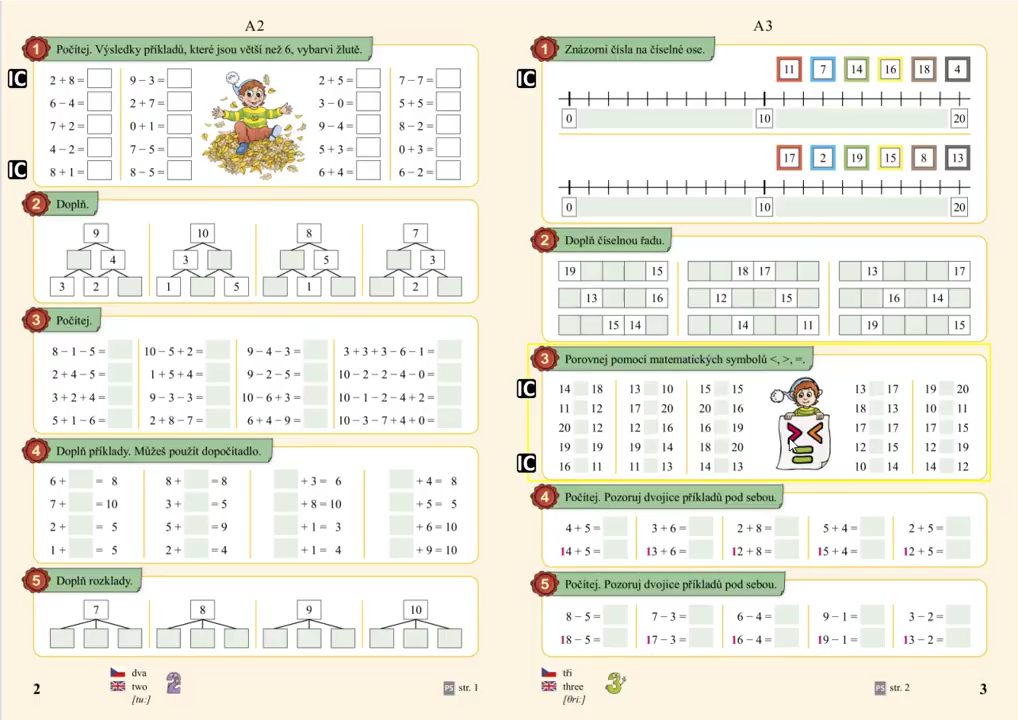 A2
1 Počítej. Výsledky příkladů, které jsou větší než 6, vybarvi žlutě.
IC
2 + 8 = 9 − 3 = 2 + 5 = 7 − 7 =
6 − 4 = 2 + 7 = 3 − 0 = 5 + 5 =
7 + 2 = 0 + 1 = 9 − 4 = 8 − 2 =
4 − 2 = 7 − 5 = 5 + 3 = 0 + 3 =
IC
8 + 1 = 8 − 5 = 6 + 4 = 6 − 2 =
2 Doplň.
9 10 8 7
4 3 5 3
3 2 1 5 1 2
3 Počítej.
8 − 1 − 5 = 10 − 5 + 2 = 9 − 4 − 3 = 3 + 3 + 3 − 6 − 1 =
2 + 4 − 5 = 1 + 5 + 4 = 9 − 2 − 5 = 10 − 2 − 2 − 4 − 0 =
3 + 2 + 4 = 9 − 3 − 3 = 10 − 6 + 3 = 10 − 1 − 2 − 4 + 2 =
5 + 1 − 6 = 2 + 8 − 7 = 6 + 4 − 9 = 10 − 3 − 7 + 4 + 0 =
4 Doplň příklady. Můžeš použít dopočítadlo.
6 + = 8 8 + = 8 + 3 = 6 + 4 = 8
7 + = 10 3 + = 5 + 8 = 10 + 5 = 5
2 + = 5 5 + = 9 + 1 = 3 + 6 = 10
1 + = 5 2 + = 4 + 1 = 4 + 9 = 10
5 Doplň rozklady.
7 8 9 10
dva
two
[tu:]
2
2
PS str. 1
A3
1 Znázorni čísla na číselné ose.
IC
11 7 14 16 18 4
0 10 20
17 2 19 15 8 13
0 10 20
2 Doplň číselnou řadu.
19 15 18 17 13 17
13 16 12 15 16 14
15 14 14 11 19 15
3 Porovnej pomocí matematických symbolů <, >, =.
IC
14 18 13 10 15 15 13 17 19 20
11 12 17 20 20 16 18 13 10 11
20 12 12 16 16 19 17 17 17 15
19 19 19 14 18 20 12 15 12 19
IC
16 11 11 13 14 13 10 14 14 12
> <
=
4 Počítej. Pozoruj dvojice příkladů pod sebou.
4 + 5 = 3 + 6 = 2 + 8 = 5 + 4 = 2 + 5 =
14 + 5 = 13 + 6 = 12 + 8 = 15 + 4 = 12 + 5 =
5 Počítej. Pozoruj dvojice příkladů pod sebou.
8 − 5 = 7 − 3 = 6 − 4 = 9 − 1 = 3 − 2 =
18 − 5 = 17 − 3 = 16 − 4 = 19 − 1 = 13 − 2 =
tři
three
[θri:]
3
PS str. 2
3